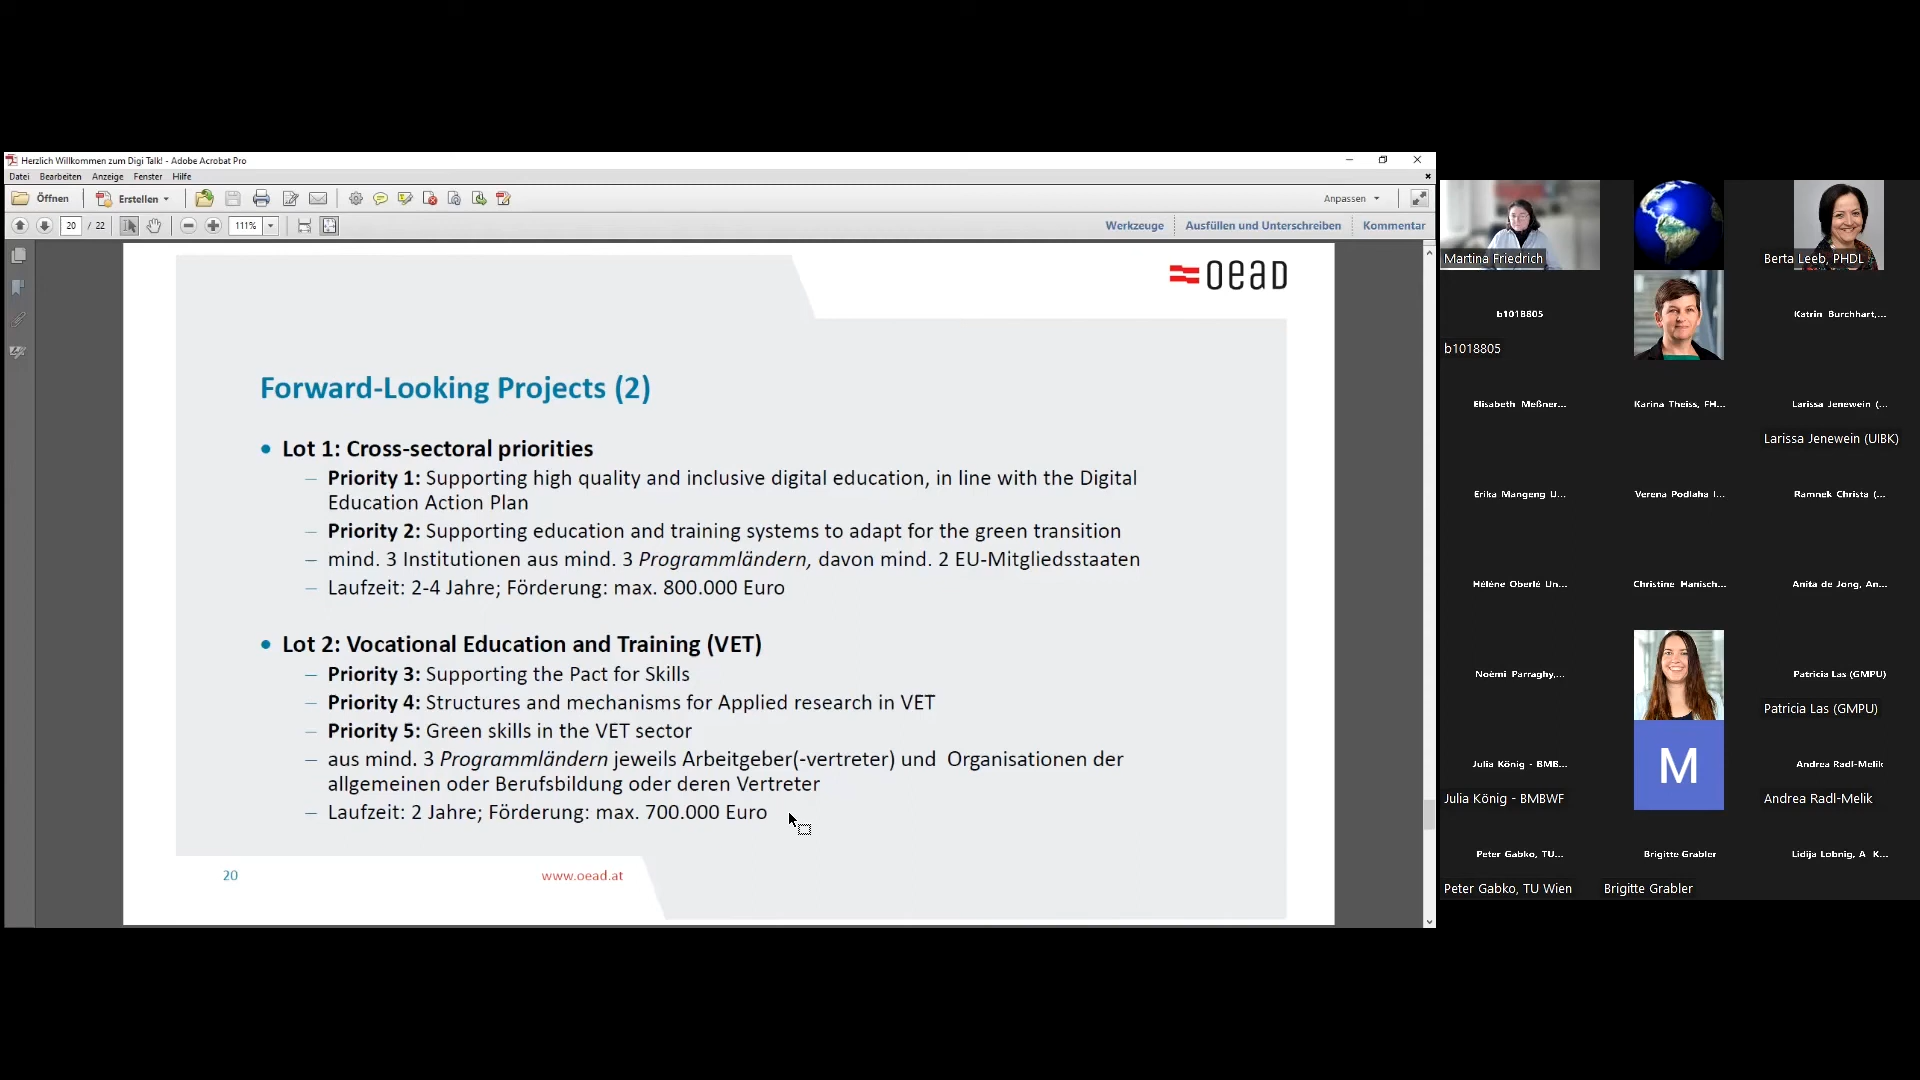 Herzlich Willkommen zum Digi Talk! - Adobe Acrobat Pro
Datei Bearbeiten Anzeige Fenster Hilfe
Öffnen Erstellen Anpassen
20 / 22 111% Werkzeuge Ausfüllen und Unterschreiben Kommentar
oead
Forward-Looking Projects (2)
• Lot 1: Cross-sectoral priorities
– Priority 1: Supporting high quality and inclusive digital education, in line with the Digital
Education Action Plan
– Priority 2: Supporting education and training systems to adapt for the green transition
– mind. 3 Institutionen aus mind. 3 Programmländern, davon mind. 2 EU-Mitgliedsstaaten
– Laufzeit: 2-4 Jahre; Förderung: max. 800.000 Euro
• Lot 2: Vocational Education and Training (VET)
– Priority 3: Supporting the Pact for Skills
– Priority 4: Structures and mechanisms for Applied research in VET
– Priority 5: Green skills in the VET sector
– aus mind. 3 Programmländern jeweils Arbeitgeber(-vertreter) und Organisationen der
allgemeinen oder Berufsbildung oder deren Vertreter
– Laufzeit: 2 Jahre; Förderung: max. 700.000 Euro
20 www.oead.at
Martina Friedrich
Berta Leeb, PHDL
b1018805
b1018805
Katrin Burchhart,...
Elisabeth Meßner...
Karina Theiss, FH...
Larissa Jenewein (...
Larissa Jenewein (UIBK)
Erika Mangeng U...
Verena Podlaha I...
Ramnek Christa (...
Hélène Oberlé Un...
Christine Hanisch...
Anita de Jong, An...
Noémi Parraghy,...
Patricia Las (GMPU)
Patricia Las (GMPU)
Julia König - BMB...
Julia König - BMBWF
M
Andrea Radl-Melik
Andrea Radl-Melik
Peter Gabko, TU...
Peter Gabko, TU Wien
Brigitte Grabler
Brigitte Grabler
Lidija Lobnig, A K...